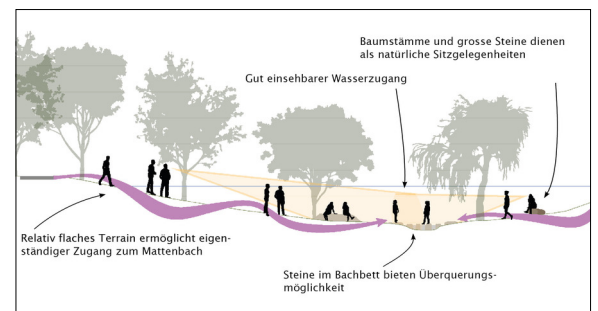 Baumstämme und grosse Steine dienen
als natürliche Sitzgelegenheiten
Gut einsehbarer Wasserzugang
Relativ flaches Terrain ermöglicht eigen-
ständiger Zugang zum Mattenbach
Steine im Bachbett bieten Überquerungs-
möglichkeit